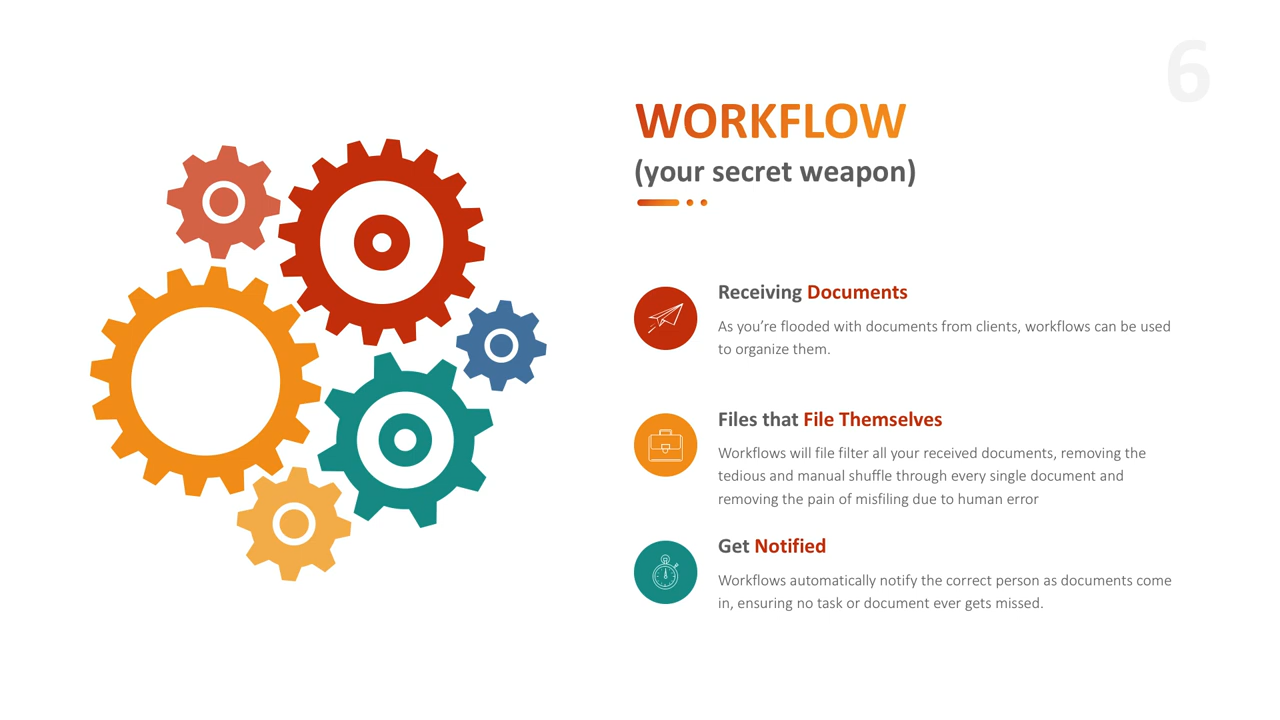 6
WORKFLOW
(your secret weapon)
Receiving Documents
As you’re flooded with documents from clients, workflows can be used
to organize them.
Files that File Themselves
Workflows will file filter all your received documents, removing the
tedious and manual shuffle through every single document and
removing the pain of misfiling due to human error
Get Notified
Workflows automatically notify the correct person as documents come
in, ensuring no task or document ever gets missed.